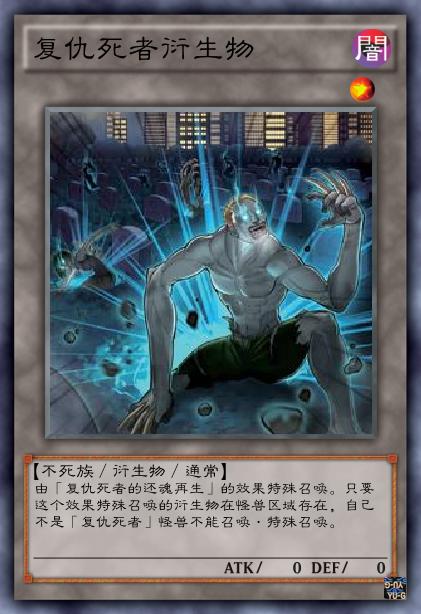 复仇死者衍生物
闇
【不死族/衍生物/通常】
由「复仇死者的还魂再生」的效果特殊召唤。只要
这个效果特殊召唤的衍生物在怪兽区域存在，自己
不是「复仇死者」怪兽不能召唤·特殊召唤。
ATK/ 0 DEF/ 0